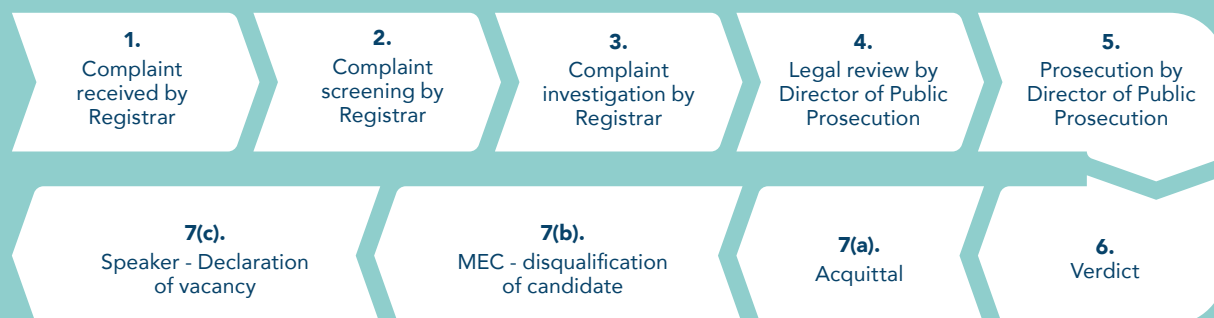 1.
Complaint
received by
Registrar
2.
Complaint
screening by
Registrar
3.
Complaint
investigation by
Registrar
4.
Legal review by
Director of Public
Prosecution
5.
Prosecution by
Director of Public
Prosecution
6.
Verdict
7(a).
Acquittal
7(b).
MEC - disqualification
of candidate
7(c).
Speaker - Declaration
of vacancy